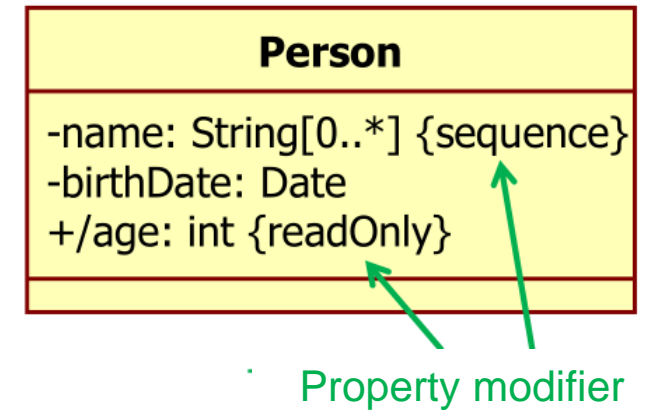 Person
-name: String[0..*] {sequence}
-birthDate: Date
+/age: int {readOnly}
Property modifier